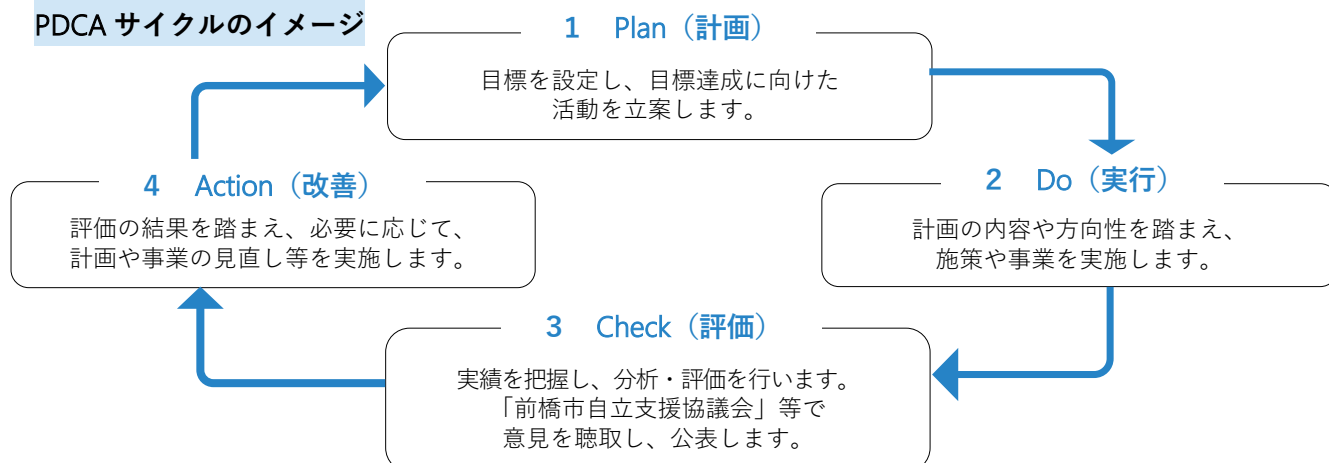 PDCA サイクルのイメージ
1 Plan（計画）
目標を設定し、目標達成に向けた
活動を立案します。
2 Do（実行）
計画の内容や方向性を踏まえ、
施策や事業を実施します。
3 Check（評価）
実績を把握し、分析・評価を行います。
「前橋市自立支援協議会」等で
意見を聴取し、公表します。
4 Action（改善）
評価の結果を踏まえ、必要に応じて、
計画や事業の見直し等を実施します。